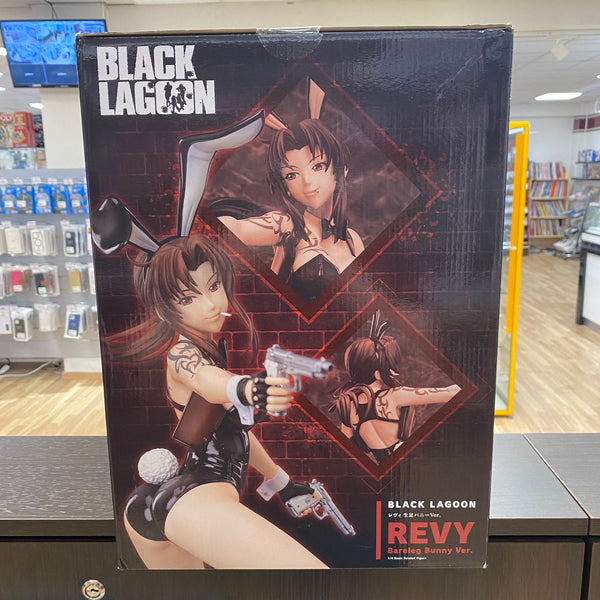 BLACK
LAGOON
BLACK LAGOON
レヴィ 生足バニーVer.
REVY
Bareleg Bunny Ver.
1/4 Scale Painted Figure